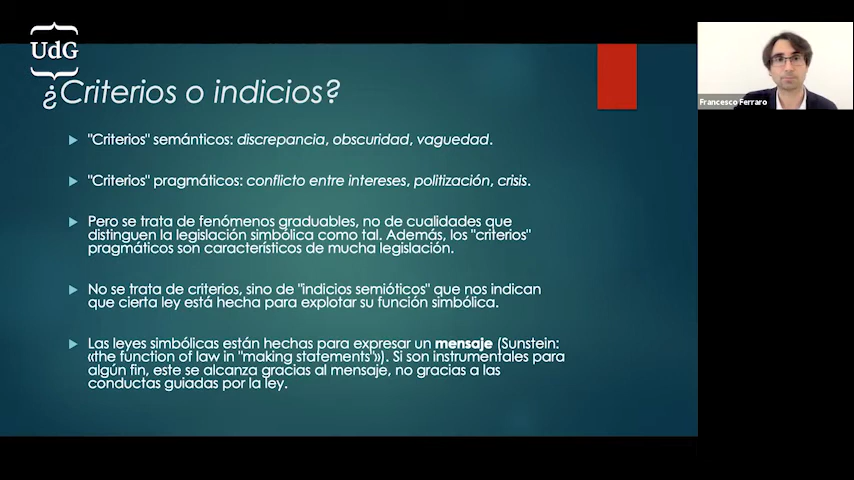 UdG
¿Criterios o indicios?
"Criterios" semánticos: discrepancia, obscuridad, vaguedad.
"Criterios" pragmáticos: conflicto entre intereses, politización, crisis.
Pero se trata de fenómenos graduables, no de cualidades que
distinguen la legislación simbólica como tal. Además, los "criterios"
pragmáticos son característicos de mucha legislación.
No se trata de criterios, sino de "indicios semióticos" que nos indican
que cierta ley está hecha para explotar su función simbólica.
Las leyes simbólicas están hechas para expresar un mensaje (Sunstein:
«the function of law in "making statements"»). Si son instrumentales para
algún fin, este se alcanza gracias al mensaje, no gracias a las
conductas guiadas por la ley.
Francesco Ferraro